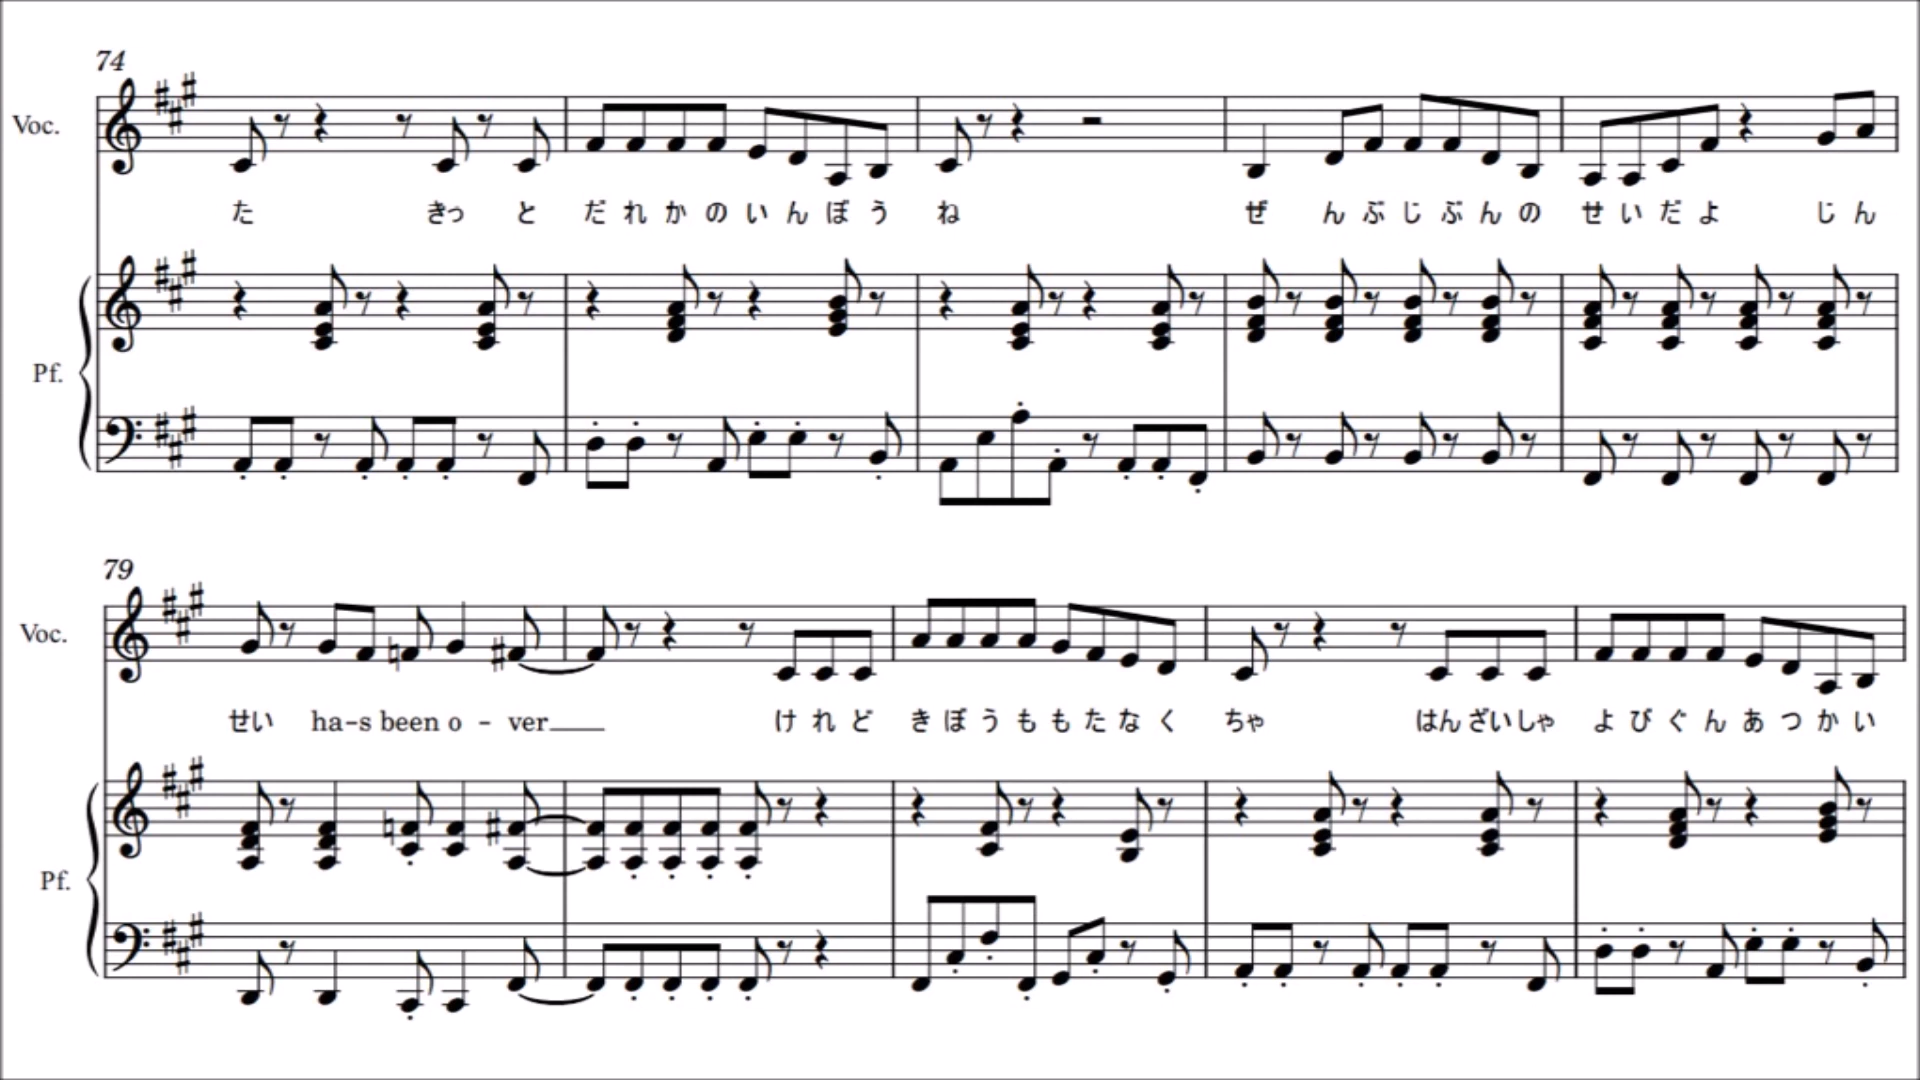 74
Voc.
た きっ と だ れ か の い ん ぼ う ね ぜ ん ぶ じ ぶ ん の せ い だ よ じ ん
Pf.
79
Voc.
せい ha-s been o - ver___ け れ ど き ぼ う も も た な く ちゃ はん ざい しゃ よ び ぐ ん あ つ か い
Pf.